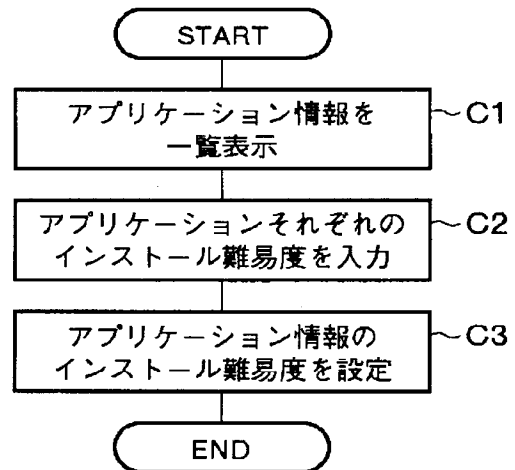 START
アプリケーション情報を
一覧表示
C1
アプリケーションそれぞれの
インストール難易度を入力
C2
アプリケーション情報の
インストール難易度を設定
C3
END